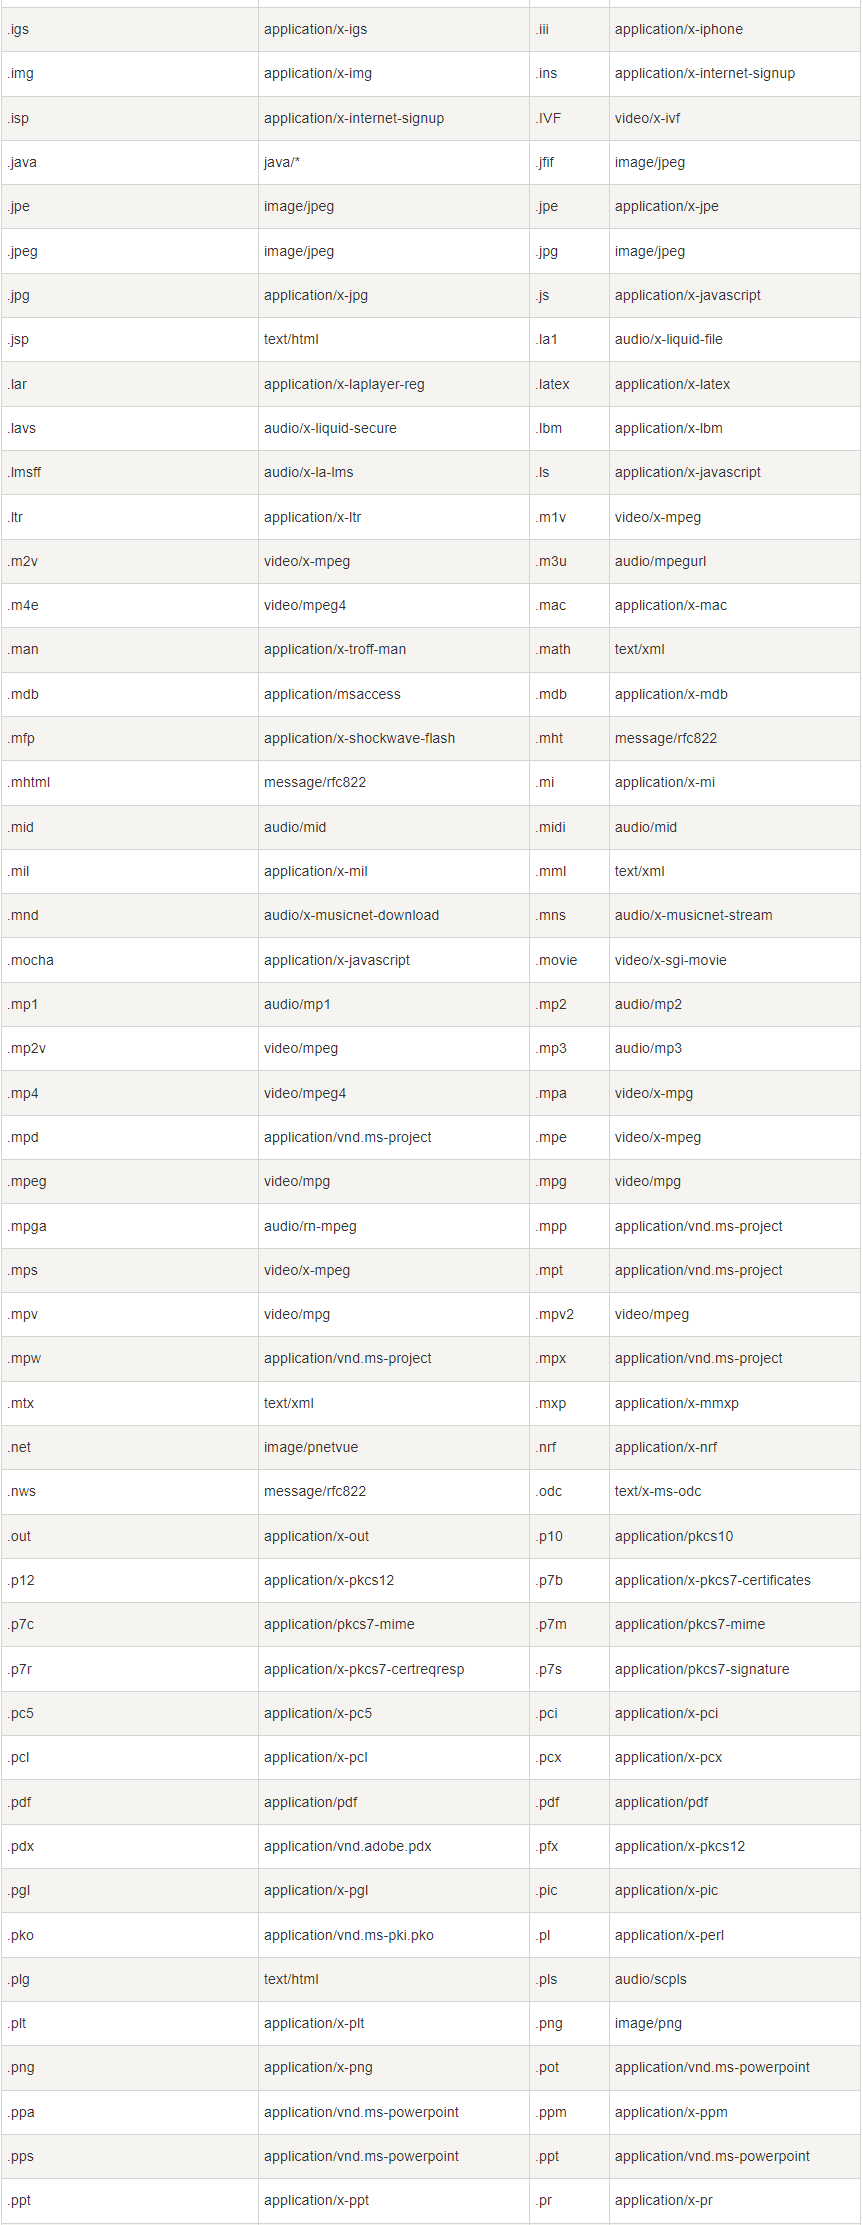 .igs application/x-igs .iii application/x-iphone
.img application/x-img .ins application/x-internet-signup
.isp application/x-internet-signup .IVF video/x-ivf
.java java/* .jfif image/jpeg
.jpe image/jpeg .jpe application/x-jpe
.jpeg image/jpeg .jpg image/jpeg
.jpg application/x-jpg .js application/x-javascript
.jsp text/html .la1 audio/x-liquid-file
.lar application/x-laplayer-reg .latex application/x-latex
.lavs audio/x-liquid-secure .lbm application/x-lbm
.lmsff audio/x-la-lms .ls application/x-javascript
.ltr application/x-ltr .m1v video/x-mpeg
.m2v video/x-mpeg .m3u audio/mpegurl
.m4e video/mpeg4 .mac application/x-mac
.man application/x-troff-man .math text/xml
.mdb application/msaccess .mdb application/x-mdb
.mfp application/x-shockwave-flash .mht message/rfc822
.mhtml message/rfc822 .mi application/x-mi
.mid audio/mid .midi audio/mid
.mil application/x-mil .mml text/xml
.mnd audio/x-musicnet-download .mns audio/x-musicnet-stream
.mocha application/x-javascript .movie video/x-sgi-movie
.mp1 audio/mp1 .mp2 audio/mp2
.mp2v video/mpeg .mp3 audio/mp3
.mp4 video/mpeg4 .mpa video/x-mpg
.mpd application/vnd.ms-project .mpe video/x-mpeg
.mpeg video/mpg .mpg video/mpg
.mpga audio/rn-mpeg .mpp application/vnd.ms-project
.mps video/x-mpeg .mpt application/vnd.ms-project
.mpv video/mpg .mpv2 video/mpeg
.mpw application/vnd.ms-project .mpx application/vnd.ms-project
.mtx text/xml .mxp application/x-mmxp
.net image/pnetvue .nrf application/x-nrf
.nws message/rfc822 .odc text/x-ms-odc
.out application/x-out .p10 application/pkcs10
.p12 application/x-pkcs12 .p7b application/x-pkcs7-certificates
.p7c application/pkcs7-mime .p7m application/pkcs7-mime
.p7r application/x-pkcs7-certreqresp .p7s application/pkcs7-signature
.pc5 application/x-pc5 .pci application/x-pci
.pcl application/x-pcl .pcx application/x-pcx
.pdf application/pdf .pdf application/pdf
.pdx application/vnd.adobe.pdx .pfx application/x-pkcs12
.pgl application/x-pgl .pic application/x-pic
.pko application/vnd.ms-pki.pko .pl application/x-perl
.plg text/html .pls audio/scpls
.plt application/x-plt .png image/png
.png application/x-png .pot application/vnd.ms-powerpoint
.ppa application/vnd.ms-powerpoint .ppm application/x-ppm
.pps application/vnd.ms-powerpoint .ppt application/vnd.ms-powerpoint
.ppt application/x-ppt .pr application/x-pr